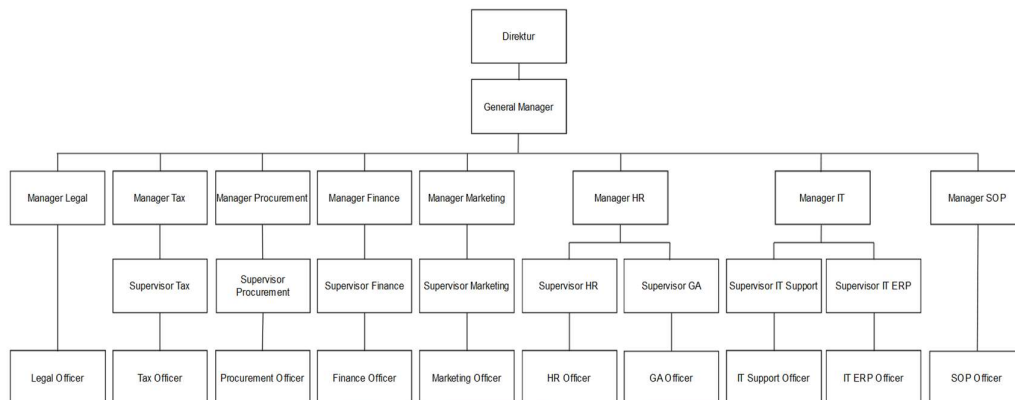 Direktur
General Manager
Manager Legal
Manager Tax
Manager Procurement
Manager Finance
Manager Marketing
Manager HR
Manager IT
Manager SOP
Supervisor Tax
Supervisor
Procurement
Supervisor Finance
Supervisor Marketing
Supervisor HR
Supervisor GA
Supervisor IT Support
Supervisor IT ERP
Legal Officer
Tax Officer
Procurement Officer
Finance Officer
Marketing Officer
HR Officer
GA Officer
IT Support Officer
IT ERP Officer
SOP Officer